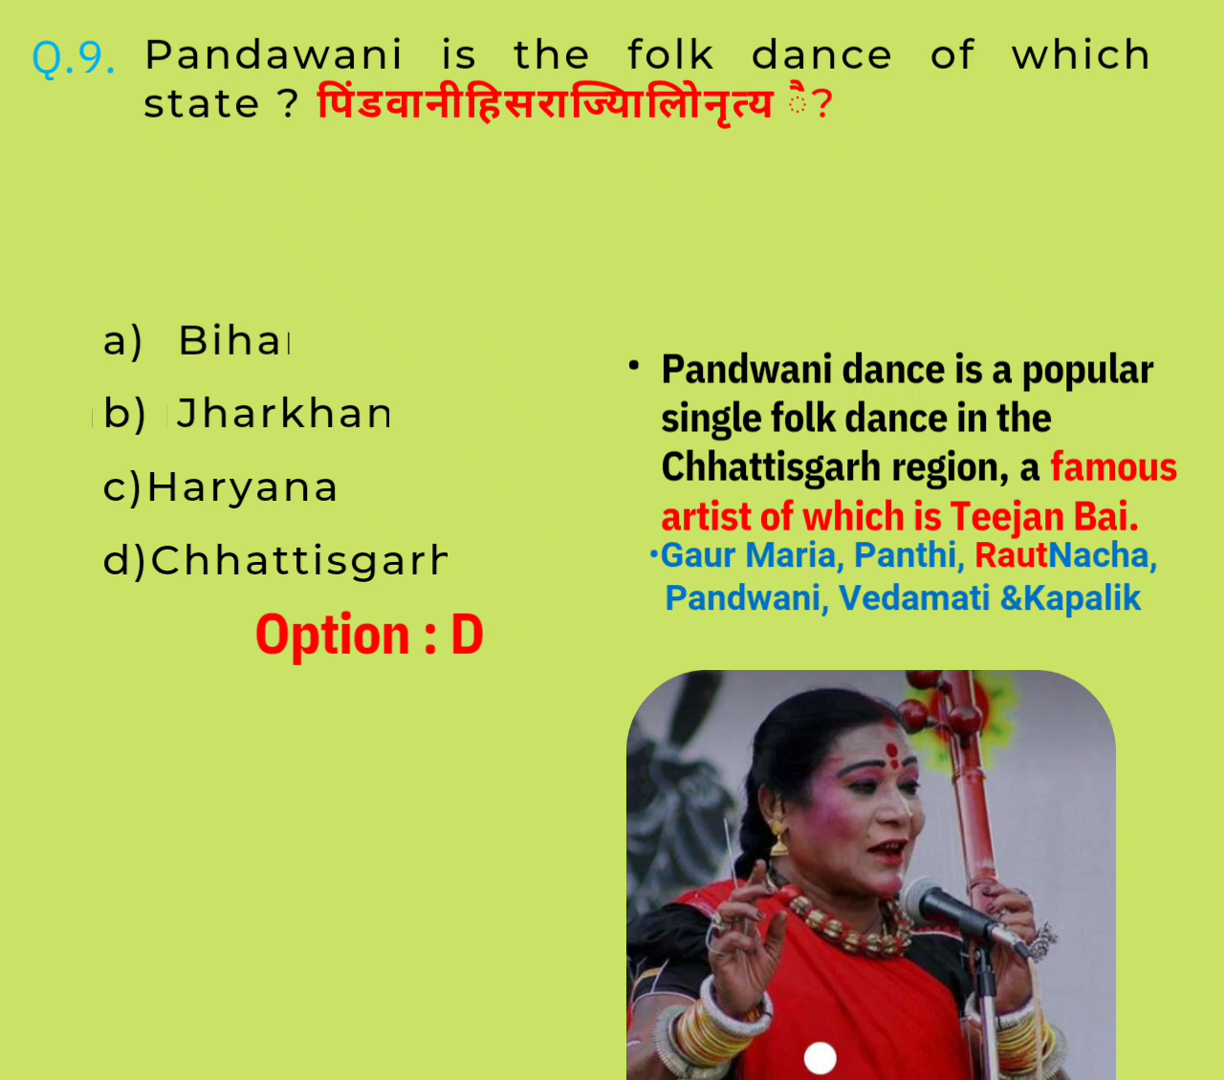 Q.9. Pandawani is the folk dance of which
state ? पिंडवानीहिसराज्यािलोिनृत्य ै?
a) Biha
b) Jharkhan
c)Haryana
d)Chhattisgarh
Option : D
• Pandwani dance is a popular
single folk dance in the
Chhattisgarh region, a famous
artist of which is Teejan Bai.
•Gaur Maria, Panthi, RautNacha,
Pandwani, Vedamati &Kapalik